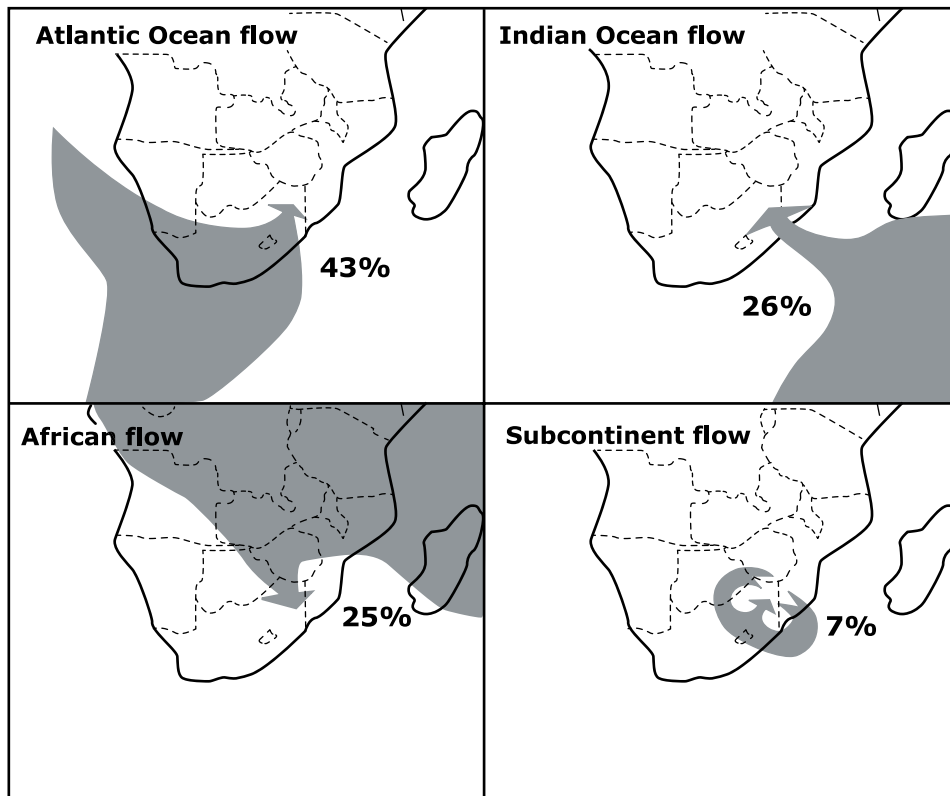 Atlantic Ocean flow
43%
Indian Ocean flow
26%
African flow
25%
Subcontinent flow
7%